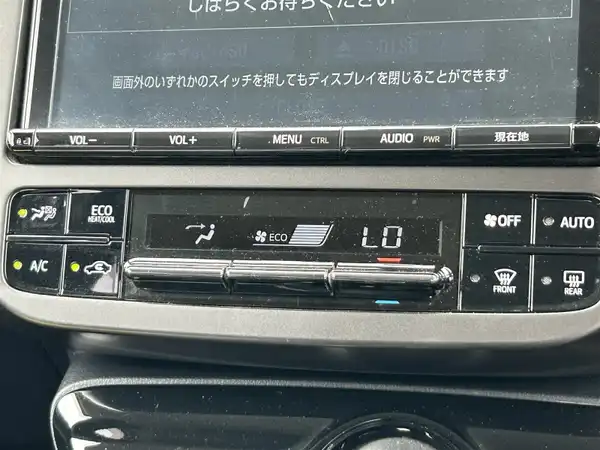 しばらくお待ちください
画面外のいずれかのスイッチを押してもディスプレイを閉じることができます
VOL−
VOL+
MENU CTRL
AUDIO PWR
現在地
ECO HEAT/COOL
OFF
AUTO
ECO
LO
A/C
FRONT
REAR